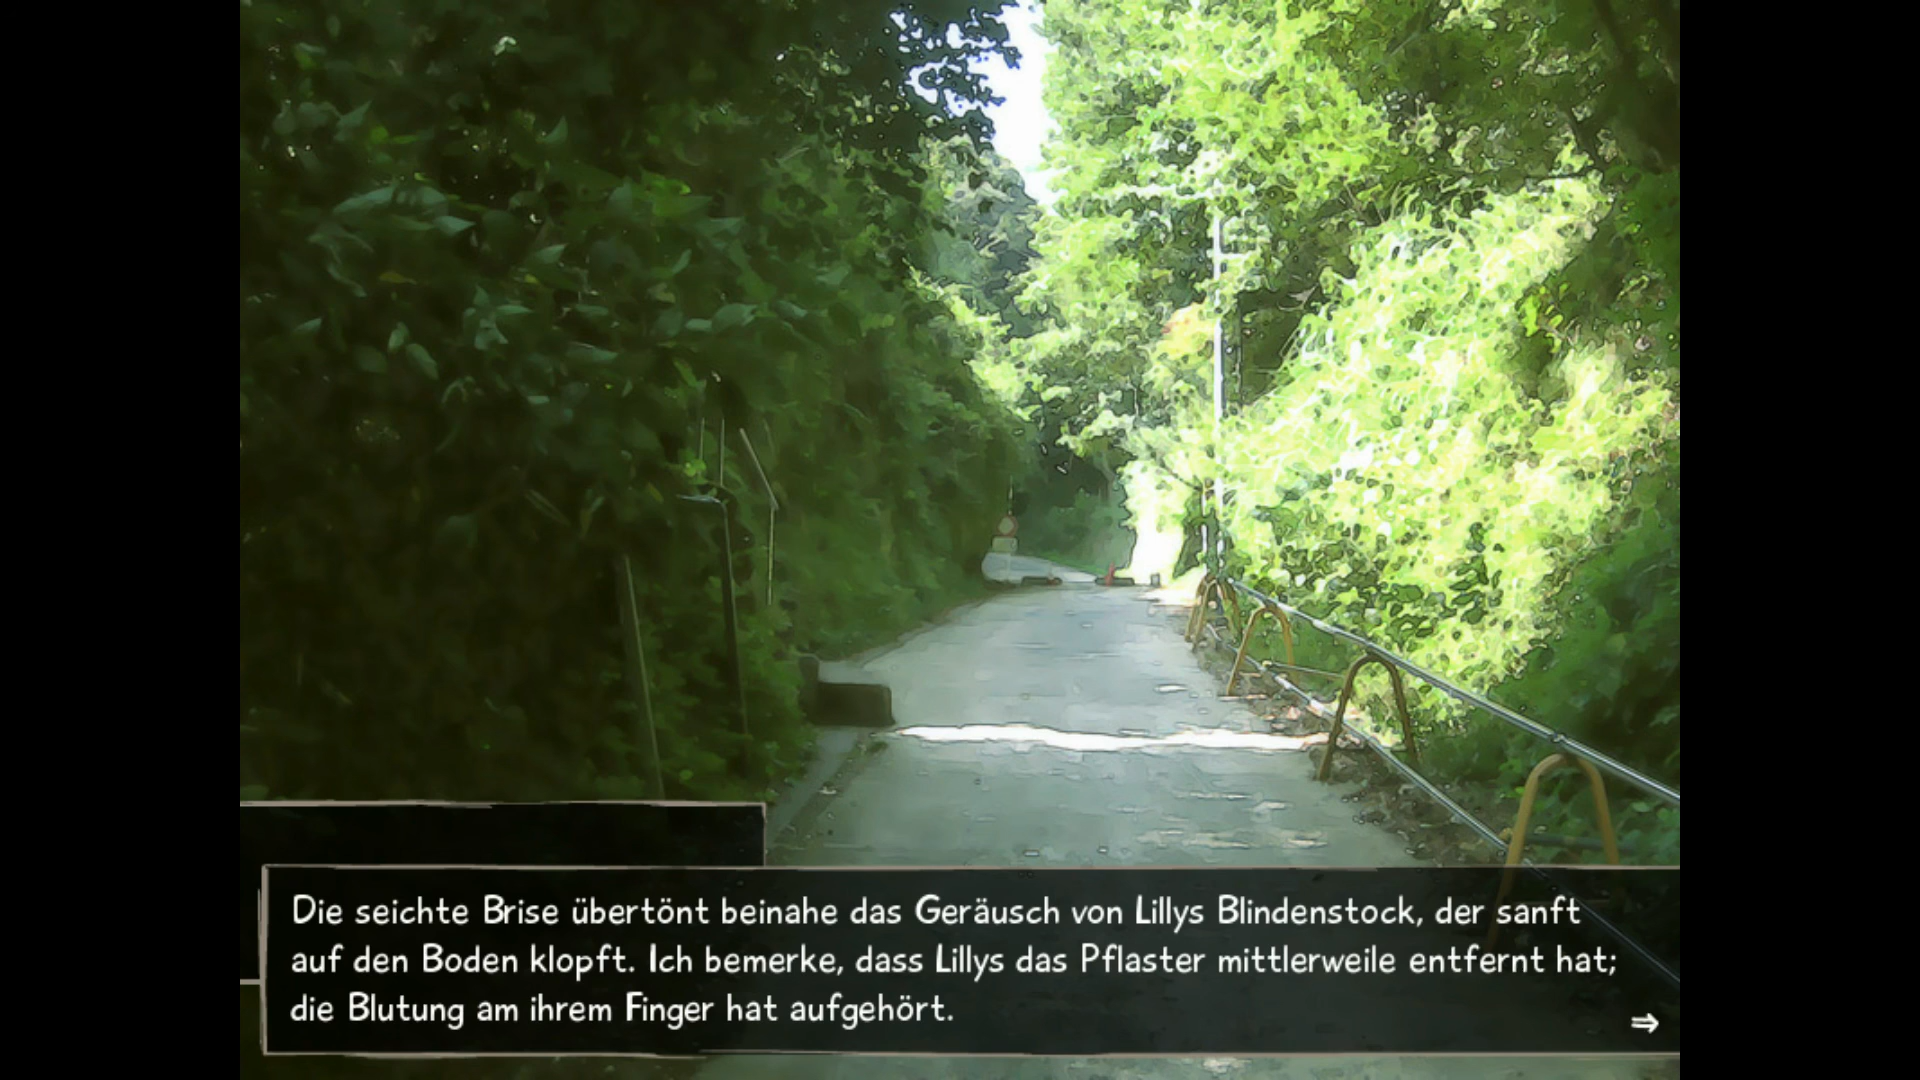 Die seichte Brise übertönt beinahe das Geräusch von Lillys Blindenstock, der sanft
auf den Boden klopft. Ich bemerke, dass Lillys das Pflaster mittlerweile entfernt hat;
die Blutung am ihrem Finger hat aufgehört.